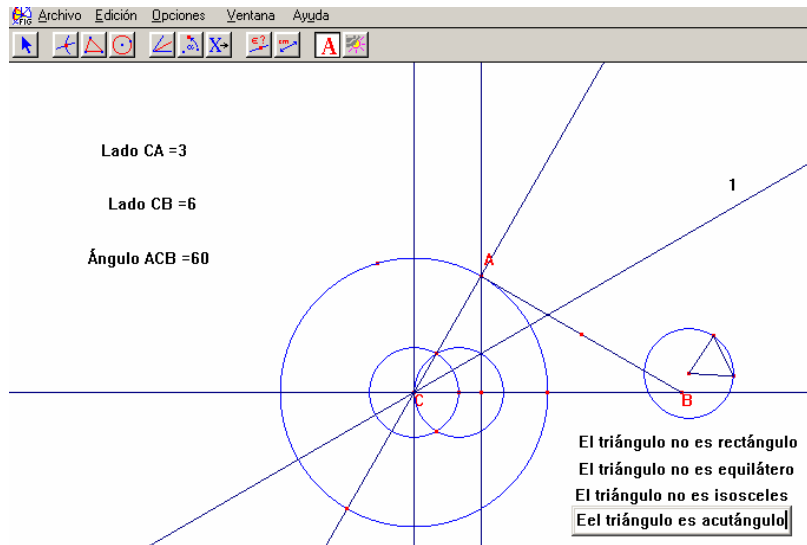 Archivo Edición Opciones Ventana Ayuda
A
Lado CA =3
1
Lado CB =6
A
Ángulo ACB =60
C
B
El triángulo no es rectángulo
El triángulo no es equilátero
El triángulo no es isosceles
Eel triángulo es acutángulo